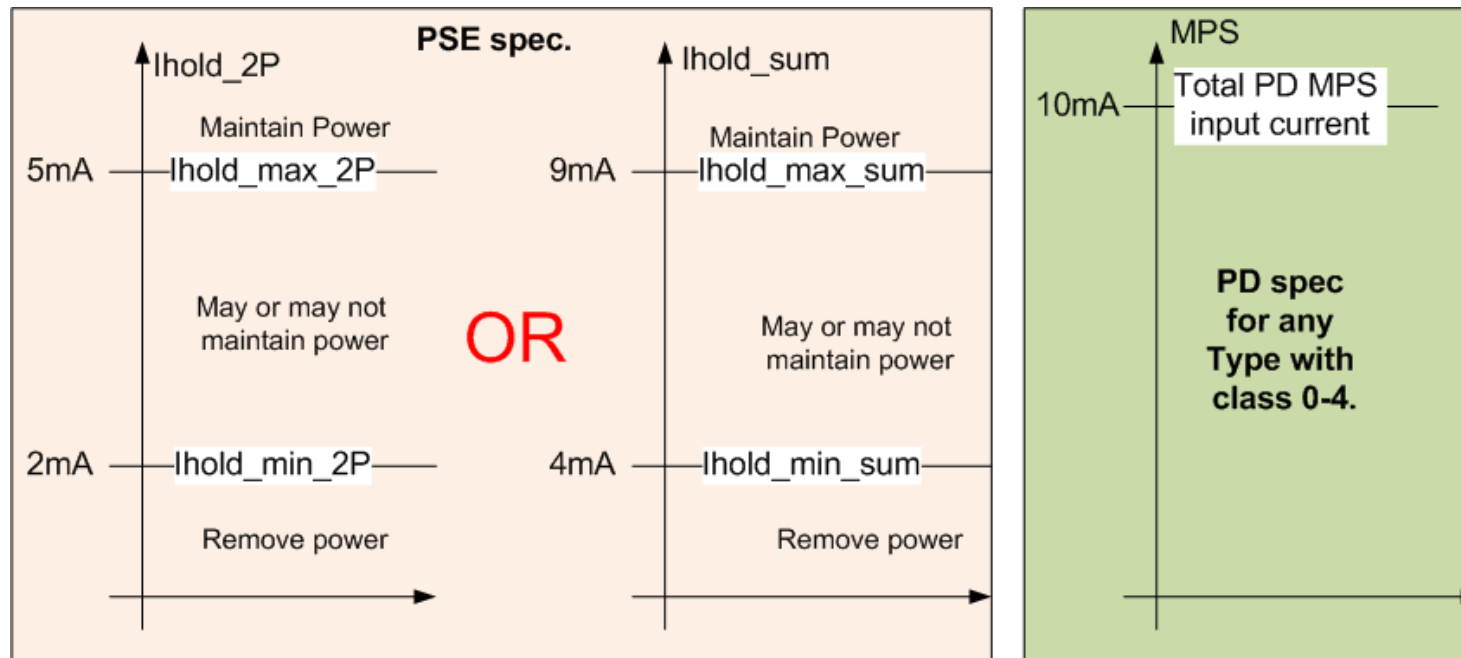 PSE spec.
Ihold_2P
Maintain Power
5mA
Ihold_max_2P
May or may not
maintain power
2mA
Ihold_min_2P
Remove power
OR
Ihold_sum
Maintain Power
9mA
Ihold_max_sum
May or may not
maintain power
4mA
Ihold_min_sum
Remove power
MPS
10mA
Total PD MPS
input current
PD spec
for any
Type with
class 0-4.